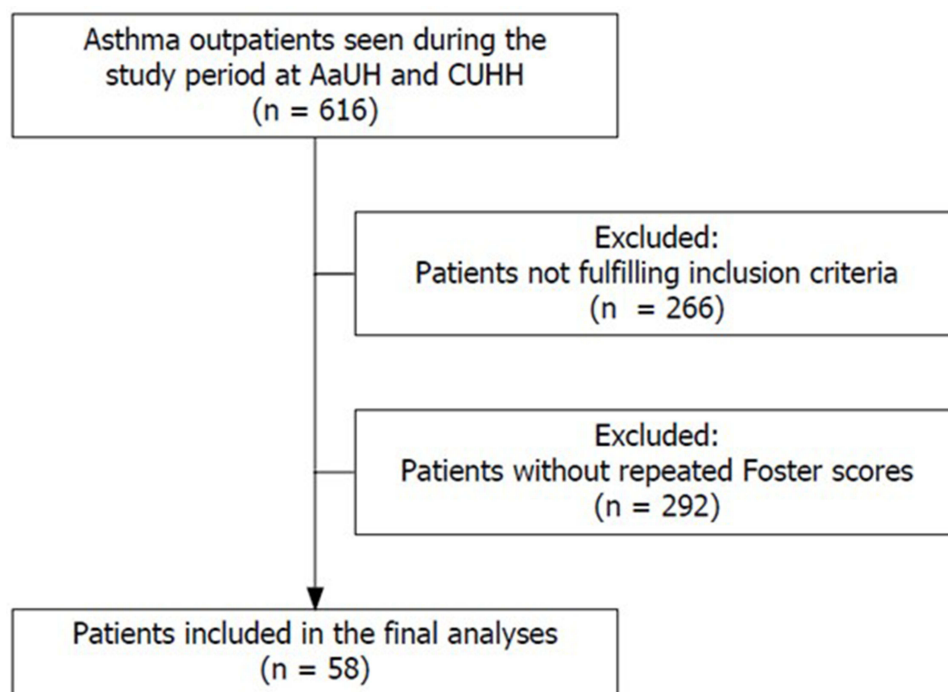 Asthma outpatients seen during the
study period at AaUH and CUHH
(n = 616)
Excluded:
Patients not fulfilling inclusion criteria
(n  = 266)
Excluded:
Patients without repeated Foster scores
(n = 292)
Patients included in the final analyses
(n = 58)